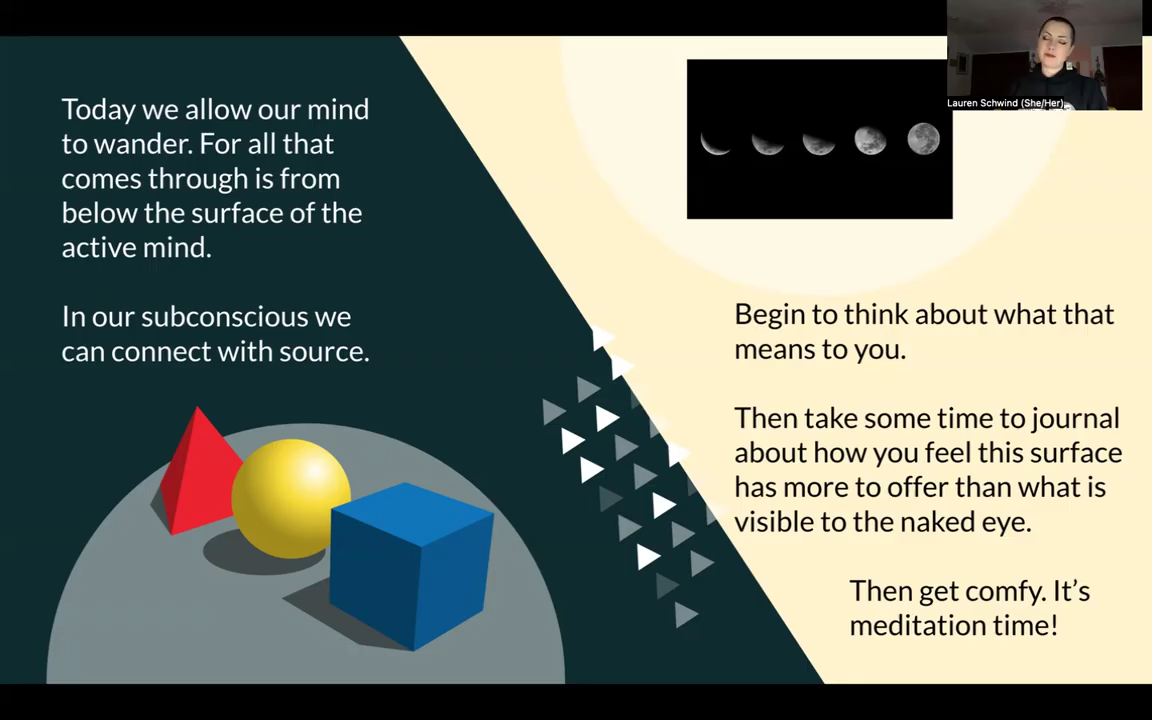 Today we allow our mind
to wander. For all that
comes through is from
below the surface of the
active mind.
In our subconscious we
can connect with source.
Lauren Schwind (She/Her)
Begin to think about what that
means to you.
Then take some time to journal
about how you feel this surface
has more to offer than what is
visible to the naked eye.
Then get comfy. It’s
meditation time!